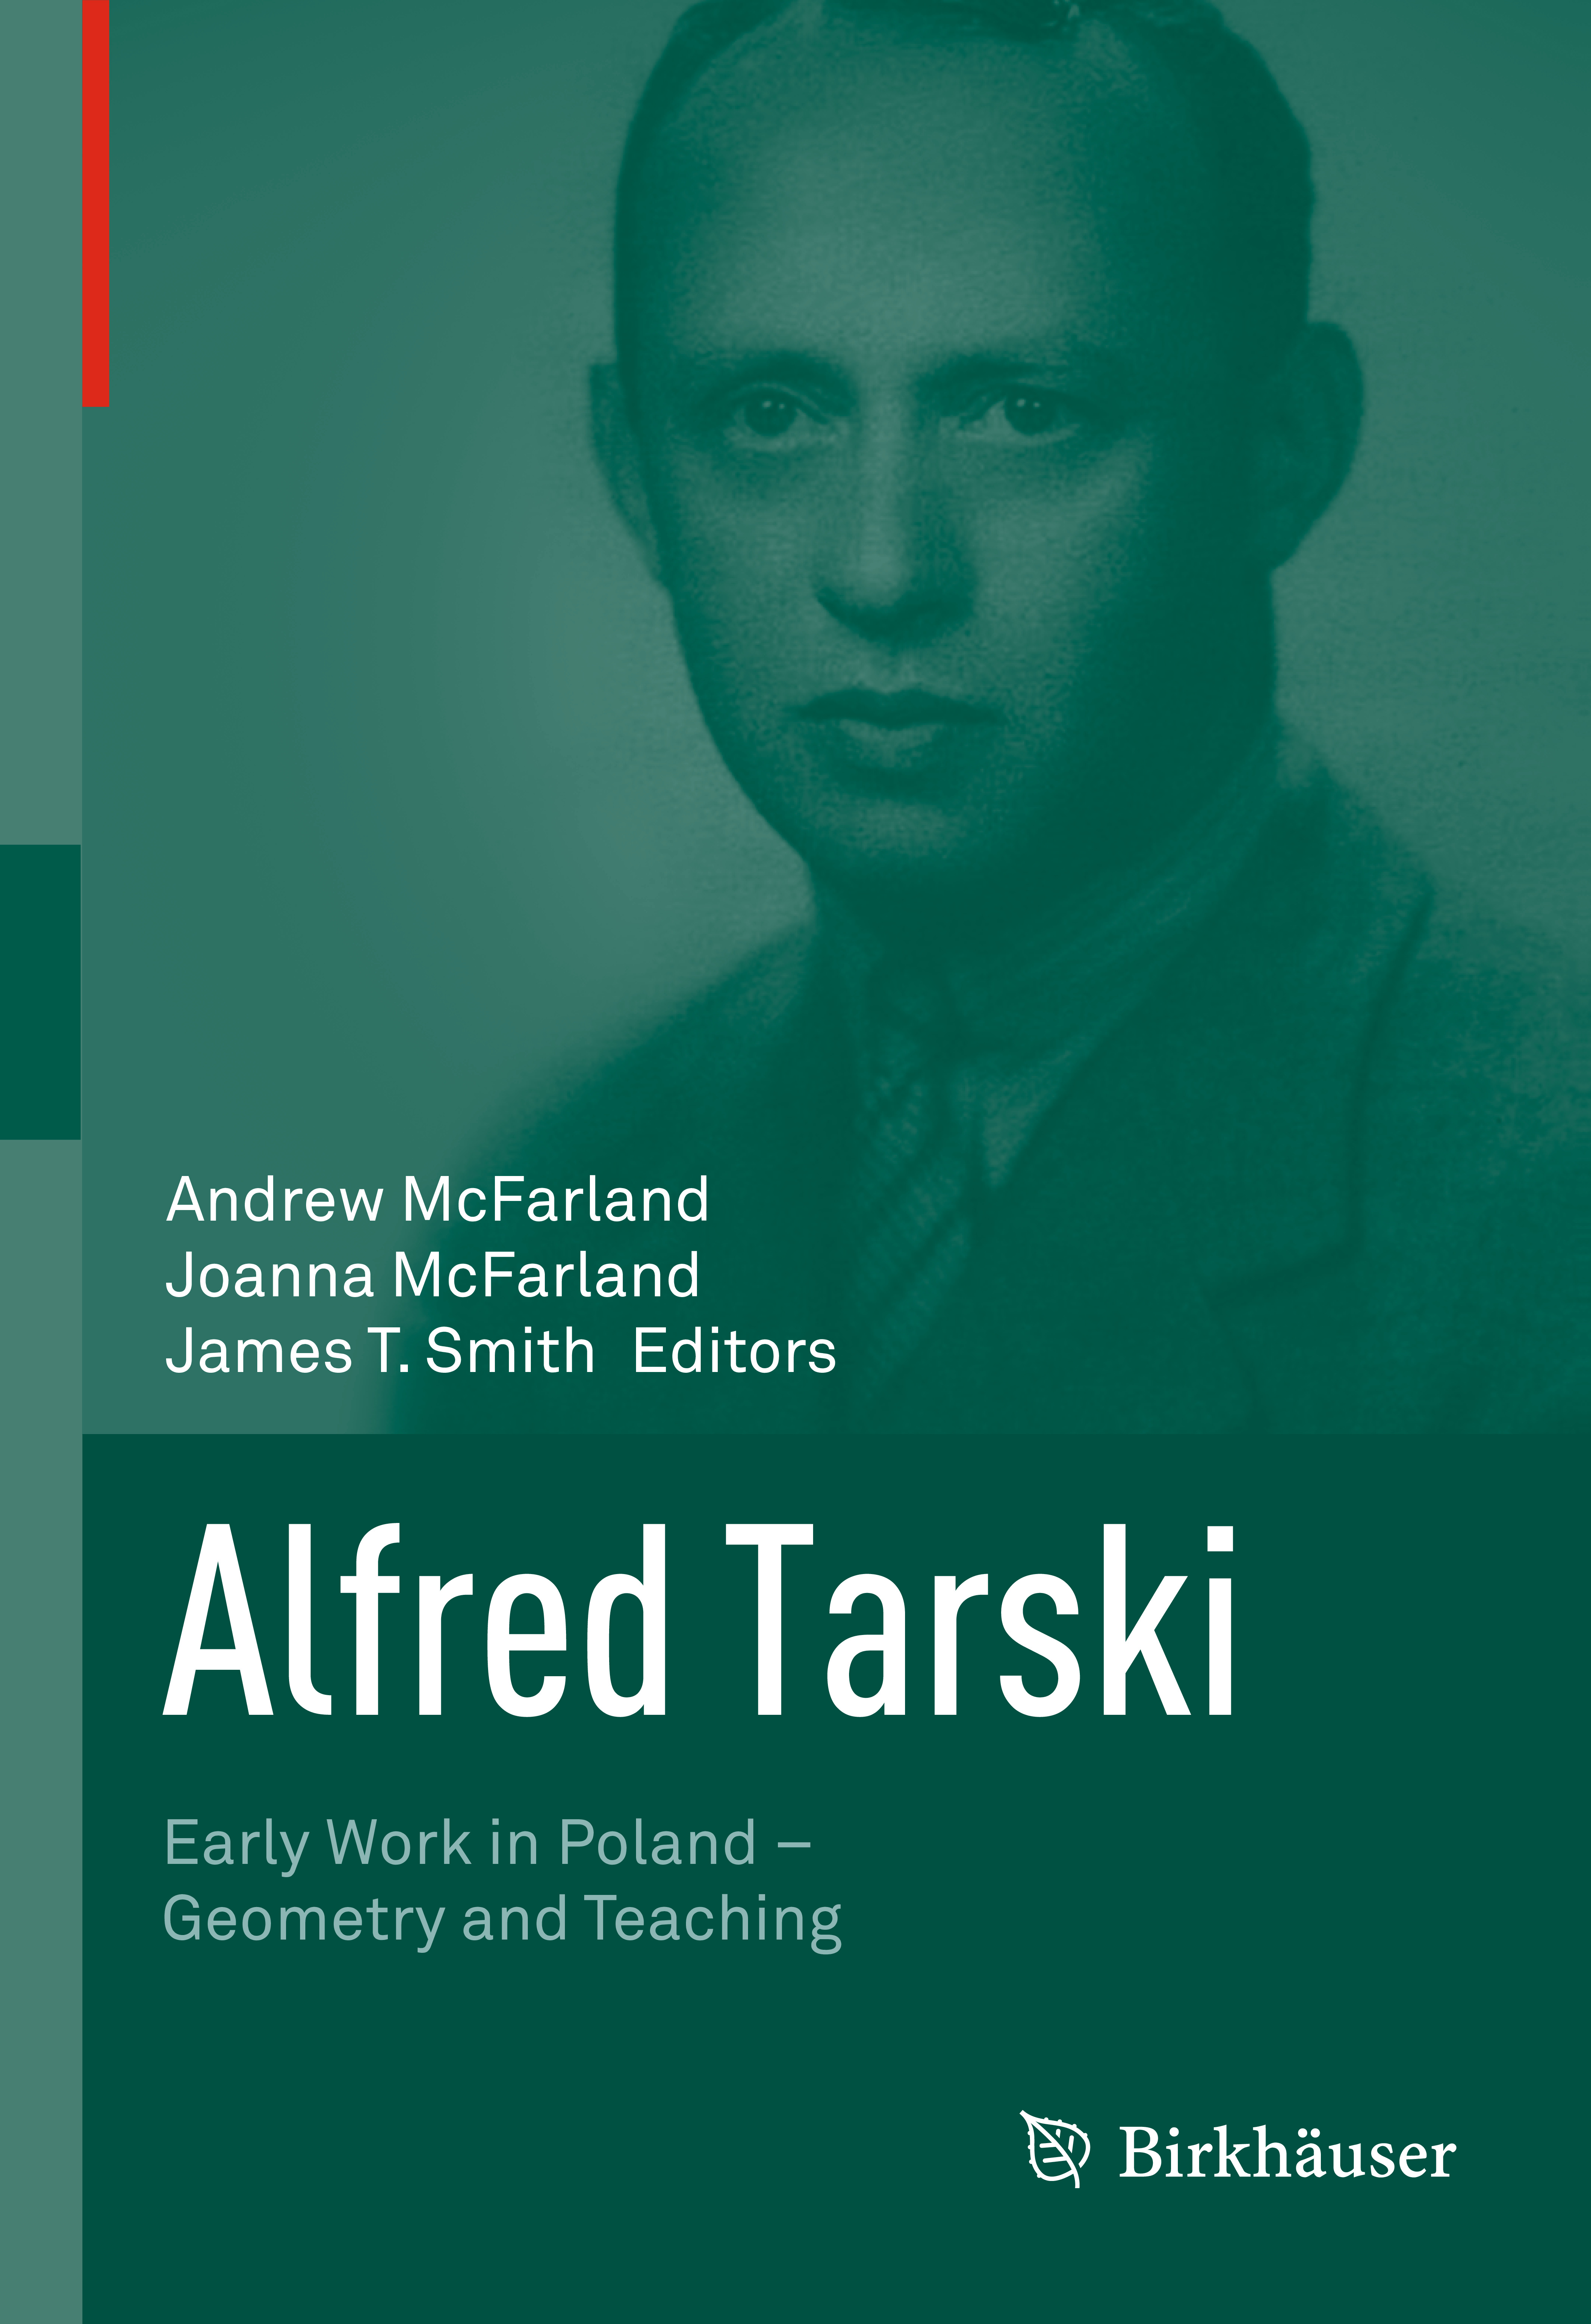 Andrew McFarland
Joanna McFarland
James T. Smith Editors
Alfred Tarski
Early Work in Poland –
Geometry and Teaching
Birkhäuser